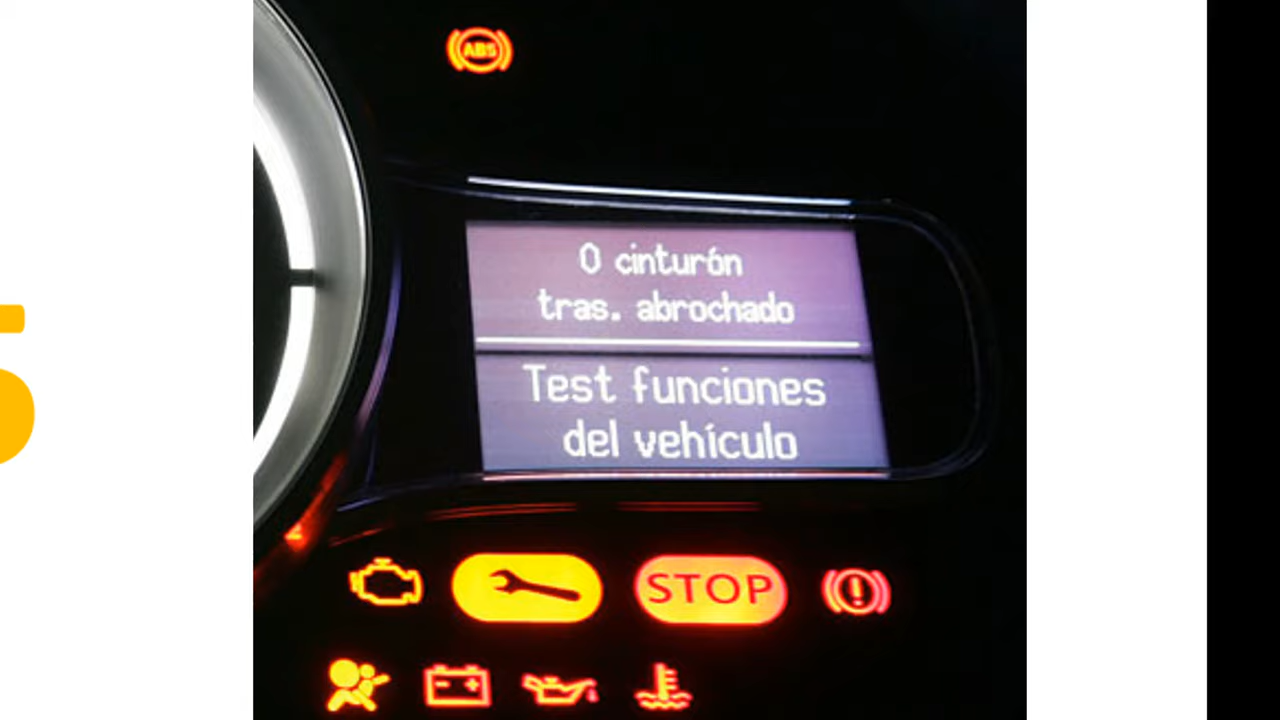 ABS
0 cinturón
tras. abrochado
Test funciones
del vehículo
STOP